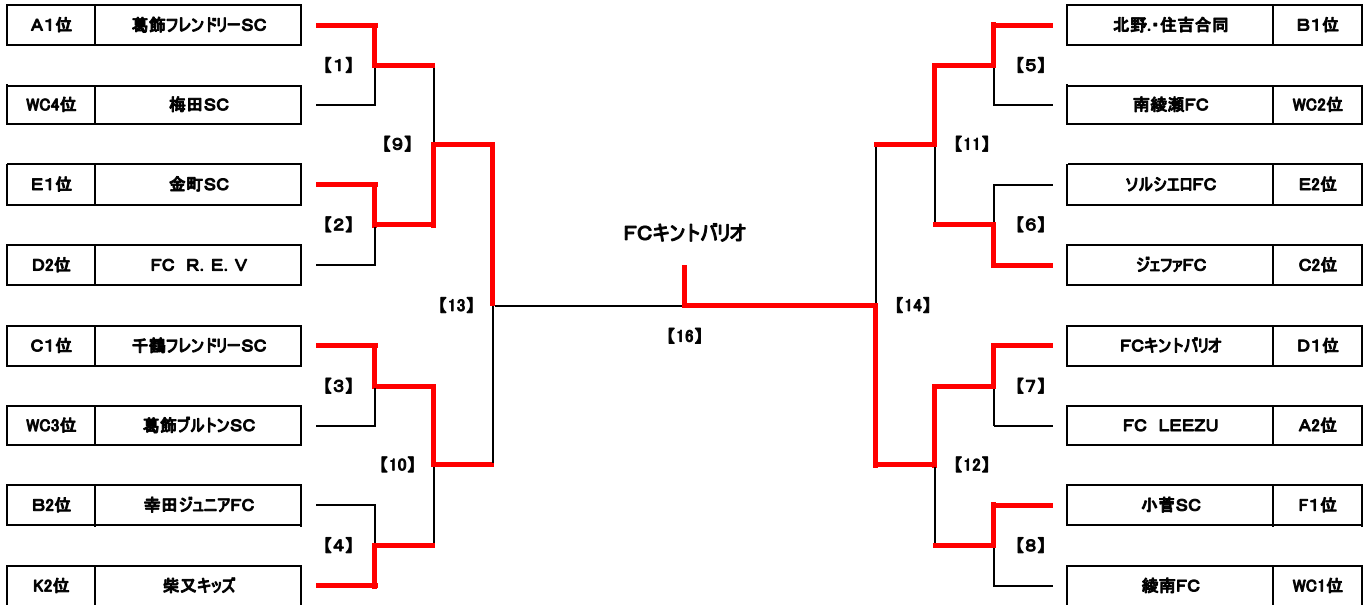 A1位 葛飾フレンドリーSC
【1】
WC4位 梅田SC
【9】
E1位 金町SC
【2】
D2位 FC R.E.V
【13】
C1位 千鶴フレンドリーSC
【3】
WC3位 葛飾ブルトンSC
【10】
B2位 幸田ジュニアFC
【4】
K2位 柴又キッズ
FCキントバリオ
【16】
北野.・住吉合同 B1位
【5】
南綾瀬FC WC2位
【11】
ソルシエロFC E2位
【6】
ジェファFC C2位
【14】
FCキントバリオ D1位
【7】
FC LEEZU A2位
【12】
小菅SC F1位
【8】
綾南FC WC1位